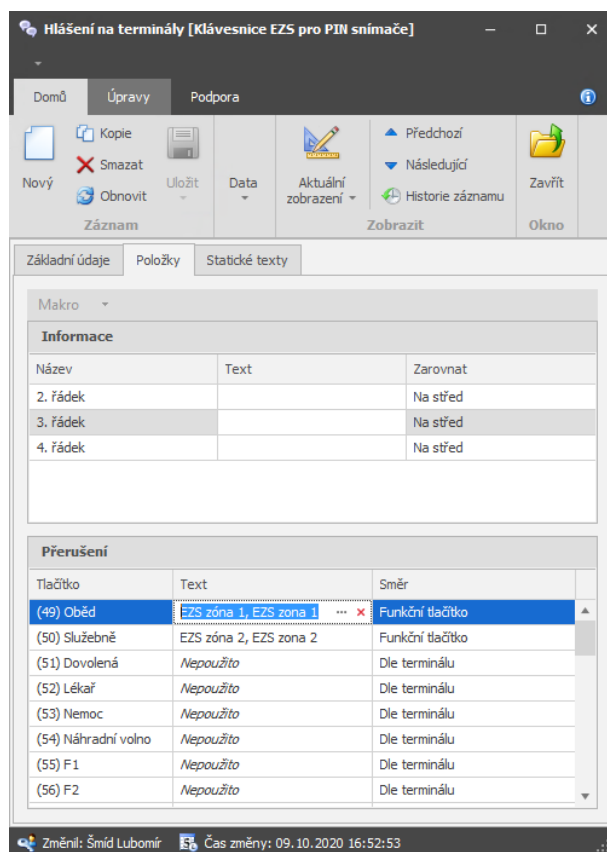 Hlášení na terminály [Klávesnice EZS pro PIN snímače]
Domů Úpravy Podpora
Nový
Kopie
Smazat
Obnovit
Uložit
Záznam
Data
Aktuální
zobrazení
Předchozí
Následující
Historie záznamu
Zobrazit
Zavřít
Okno
Základní údaje Položky Statické texty
Makro
Informace
Název Text Zarovnat
2. řádek Na střed
3. řádek Na střed
4. řádek Na střed
Přerušení
Tlačítko Text Směr
(49) Oběd EZS zóna 1, EZS zona 1 ... Funkční tlačítko
(50) Služebně EZS zóna 2, EZS zona 2 Funkční tlačítko
(51) Dovolená Nepoužito Dle terminálu
(52) Lékař Nepoužito Dle terminálu
(53) Nemoc Nepoužito Dle terminálu
(54) Náhradní volno Nepoužito Dle terminálu
(55) F1 Nepoužito Dle terminálu
(56) F2 Nepoužito Dle terminálu
Změnil: Šmíd Lubomír Čas změny: 09.10.2020 16:52:53